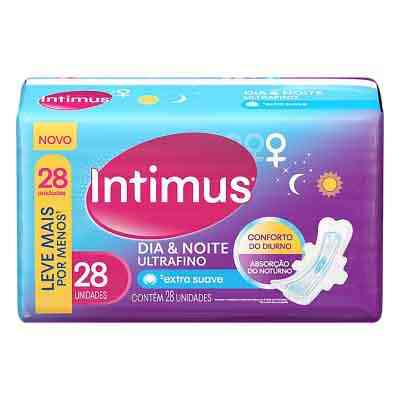 Intimus
DIA & NOITE
ULTRAFINO
*extra suave
NOVO
28
unidades
LEVE MAIS
POR MENOS*
Intimus
DIA & NOITE
ULTRAFINO
*extra suave
28
UNIDADES
CONTÉM 28 UNIDADES
CONFORTO
DO DIURNO
ABSORÇÃO
DO NOTURNO